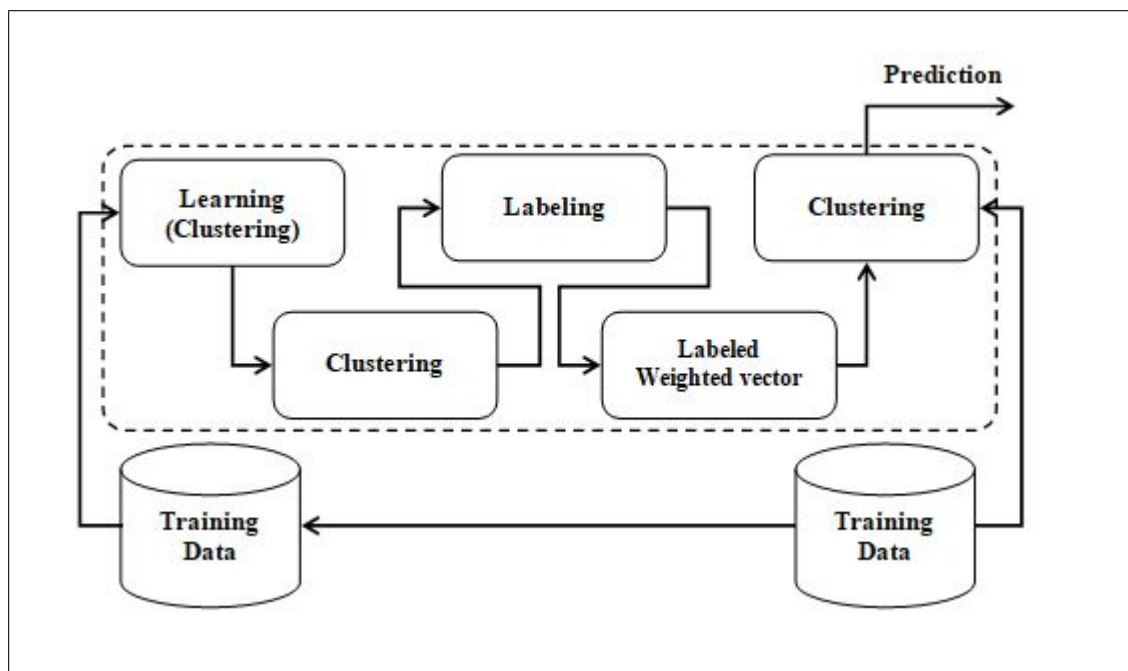 Prediction
Learning
(Clustering)
Labeling
Clustering
Clustering
Labeled
Weighted vector
Training
Data
Training
Data